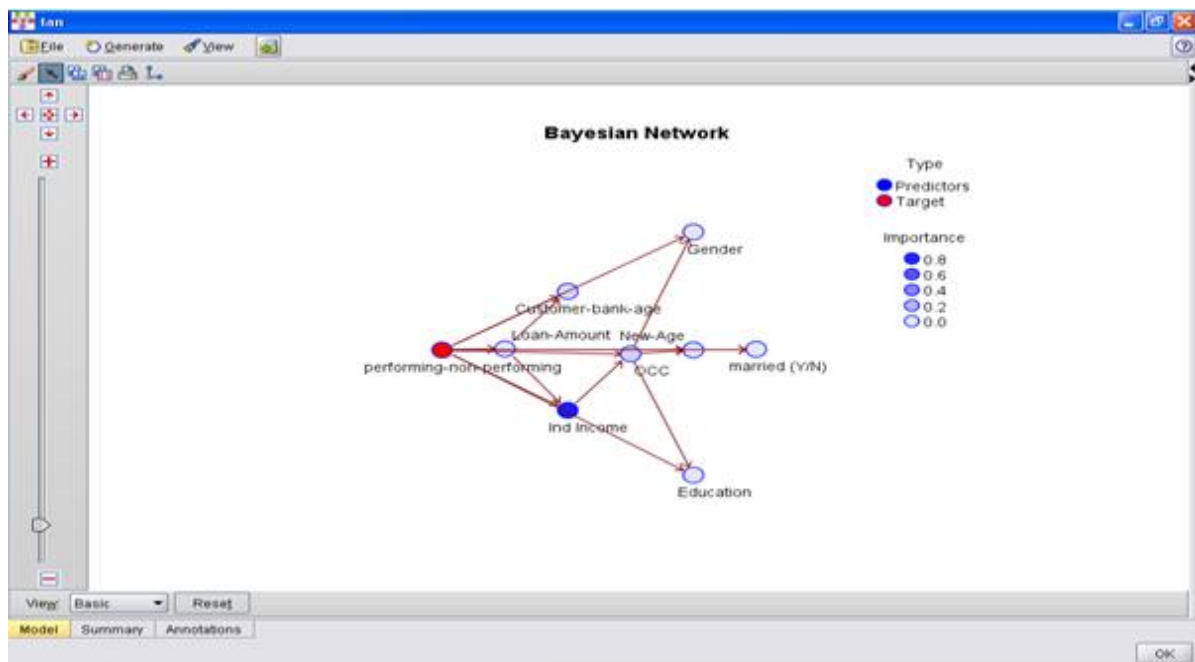 tan
File Generate View
Bayesian Network
Type
Predictors
Target
Importance
0.8
0.6
0.4
0.2
0.0
Gender
Customer-bank-age
Loan-Amount New-Age
performing-non-performing OCC married (Y/N)
Ind Income
Education
View: Basic Reset
Model Summary Annotations
OK